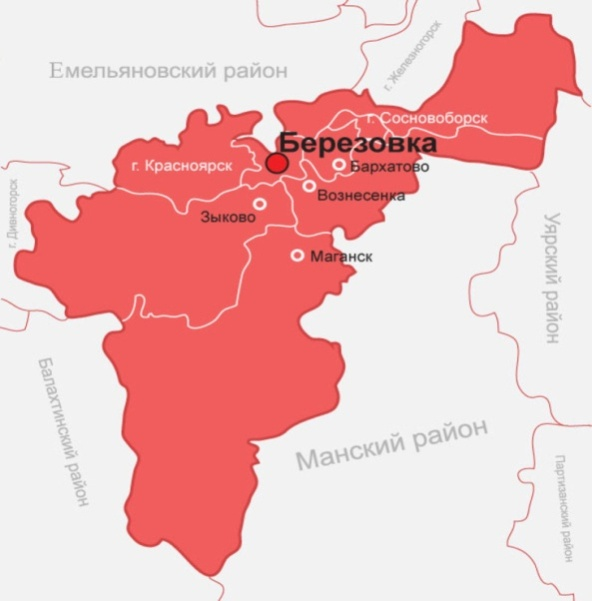 Емельяновский район
г. Железногорск
г. Сосновоборск
Березовка
г. Красноярск
Бархатово
г. Дивногорск
Вознесенка
Зыково
Уярский район
Маганск
Балахтинский район
Манский район
Партизанский район